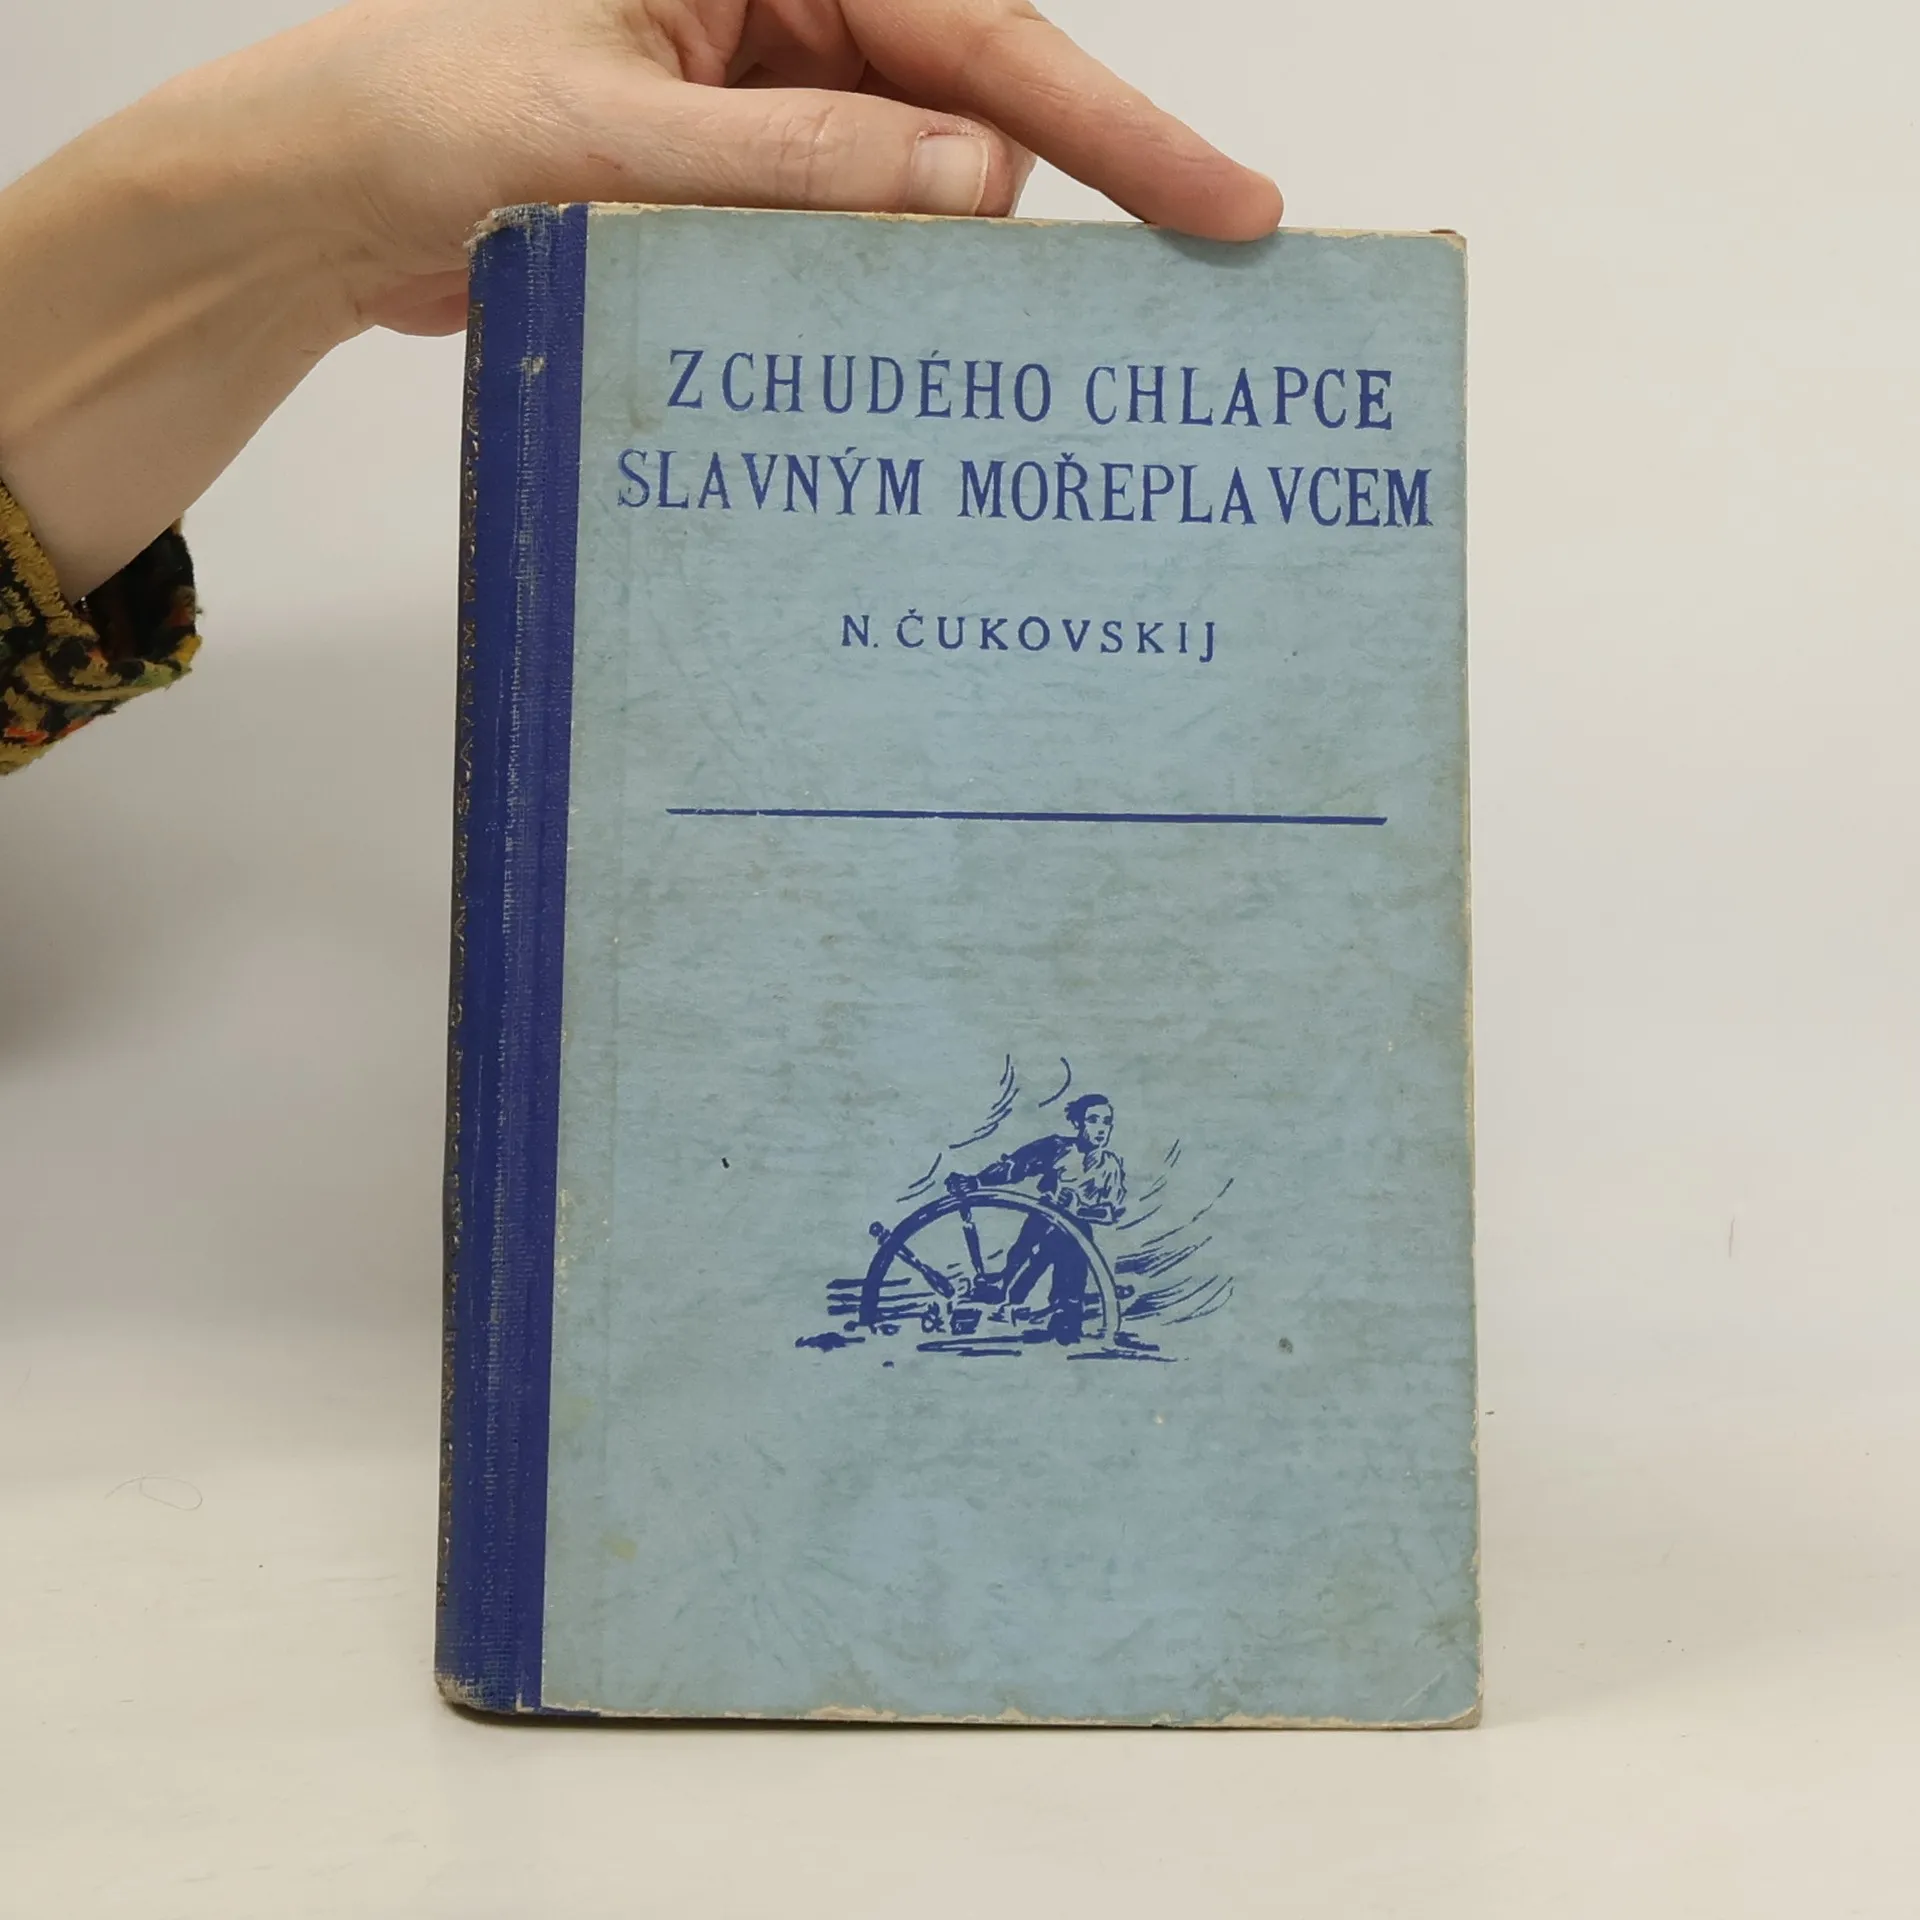 Z CHUDÉHO CHLAPCE
SLAVNÝM MOŘEPLAVCEM
N. ČUKOVSKIJ